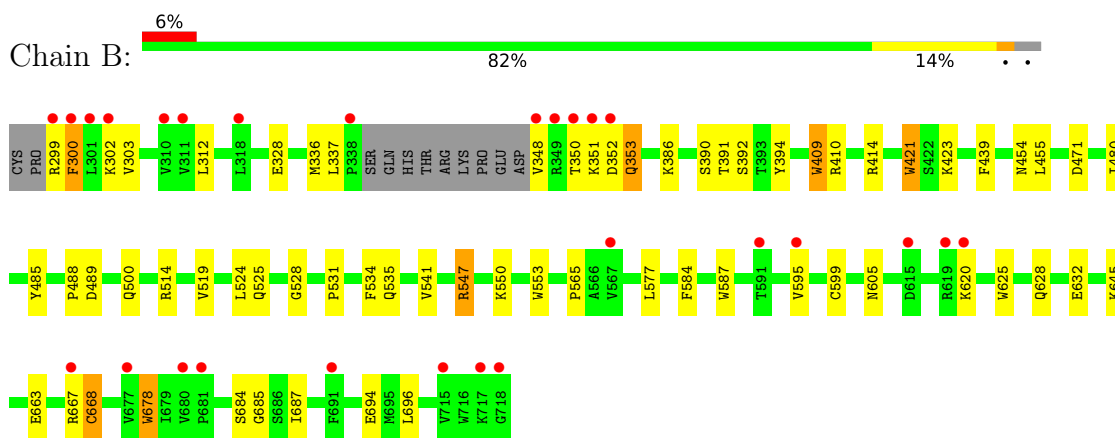 6%
Chain B:
82% 14% • •
CYS PRO R299 F300 L301 K302 V303 V310 V311 L312 L318 E328 M336 L337 P338 SER GLN HIS THR ARG LYS PRO GLU ASP V348 R349 T350 K351 D352 Q353 K386 S390 T391 S392 T393 Y394 W409 R410 R414 W421 S422 K423 F439 N454 L455 D471 I480
Y485 P488 D489 Q500 R514 V519 L524 Q525 G528 P531 F534 Q535 V541 R547 K550 W553 P565 A566 V567 L577 F584 W587 T591 V595 C599 N605 D615 R619 K620 W625 Q628 E632 K645
E663 R667 C668 V677 W678 I679 V680 P681 S684 G685 S686 I687 F691 E694 M695 L696 V715 W716 K717 G718